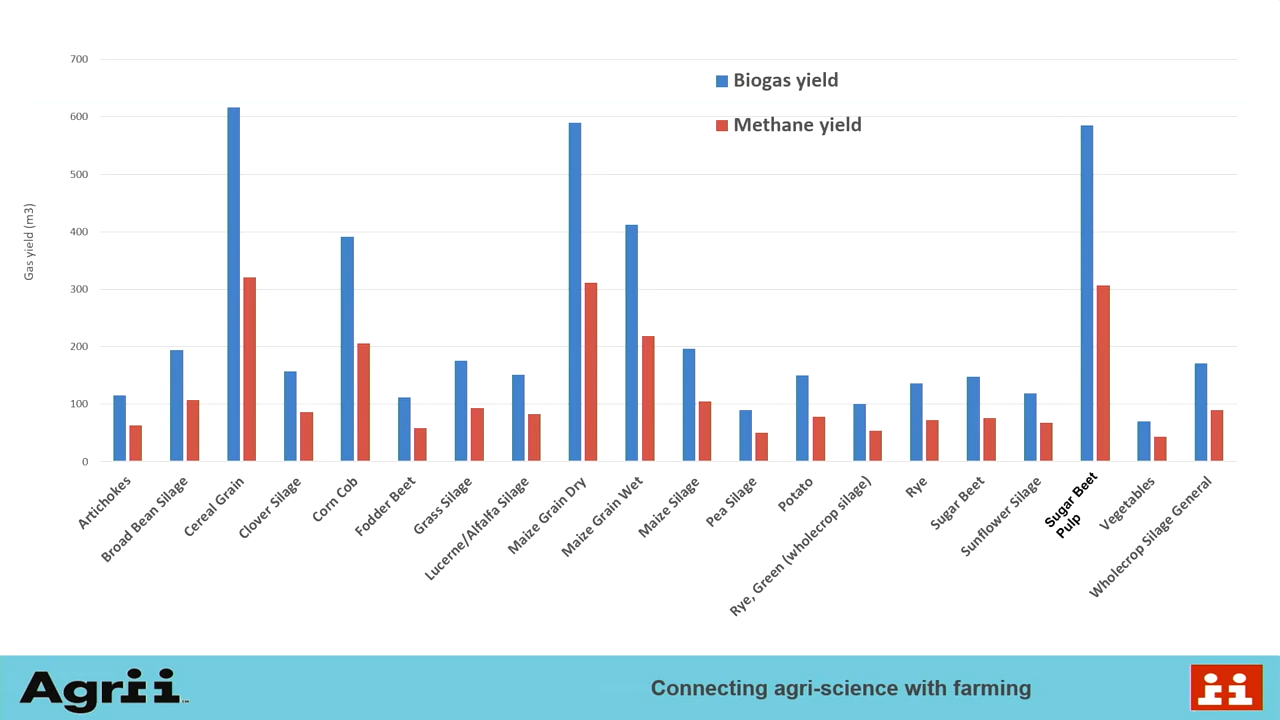 700
600
500
400
300
200
100
0
Gas yield (m3)
Biogas yield
Methane yield
Artichokes
Broad Bean Silage
Cereal Grain
Clover Silage
Corn Cob
Fodder Beet
Grass Silage
Lucerne/Alfalfa Silage
Maize Grain Dry
Maize Grain Wet
Maize Silage
Pea Silage
Potato
Rye, Green (wholecrop silage)
Rye
Sugar Beet
Sunflower Silage
Sugar Beet
Pulp
Vegetables
Wholecrop Silage General
Agrii
Connecting agri-science with farming